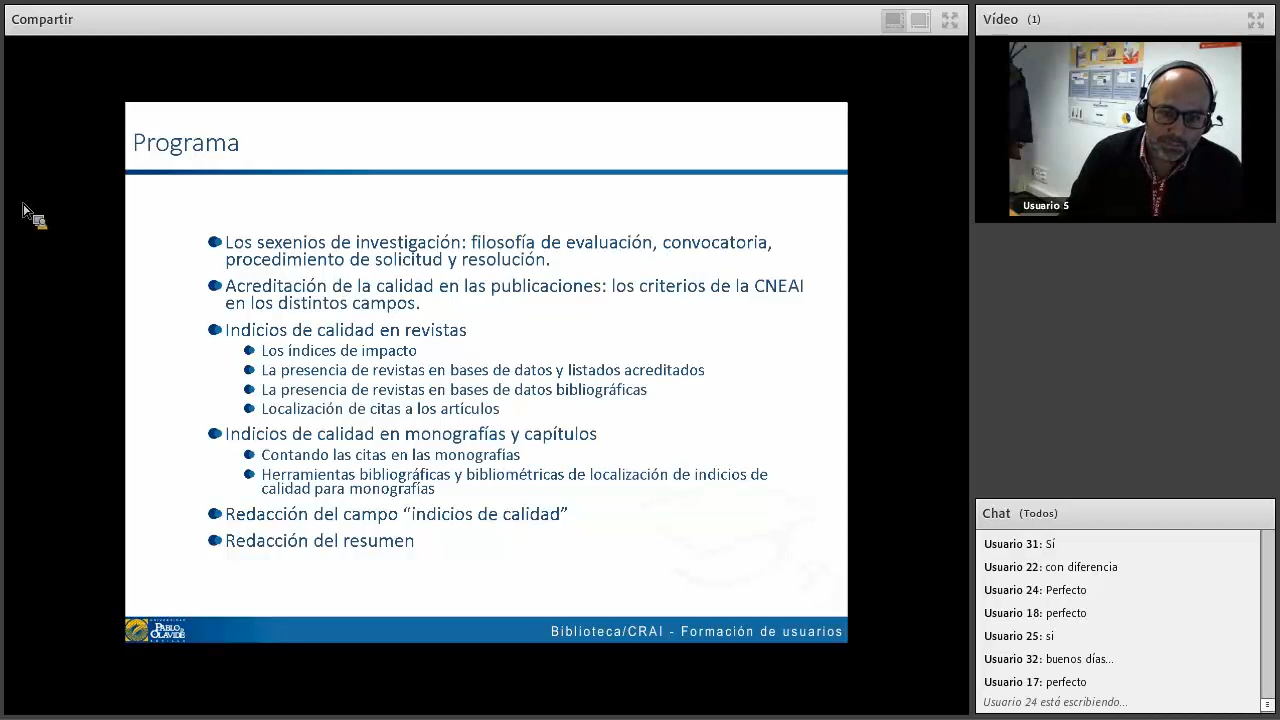 Compartir
Programa
Los sexenios de investigación: filosofía de evaluación, convocatoria,
procedimiento de solicitud y resolución.
Acreditación de la calidad en las publicaciones: los criterios de la CNEAI
en los distintos campos.
Indicios de calidad en revistas
Los índices de impacto
La presencia de revistas en bases de datos y listados acreditados
La presencia de revistas en bases de datos bibliográficas
Localización de citas a los artículos
Indicios de calidad en monografías y capítulos
Contando las citas en las monografías
Herramientas bibliográficas y bibliométricas de localización de indicios de
calidad para monografías
Redacción del campo “indicios de calidad”
Redacción del resumen
UNIVERSIDAD
PABLO DE
OLAVIDE
Biblioteca/CRAI - Formación de usuarios
Vídeo (1)
Usuario 5
Chat (Todos)
Usuario 31: Sí
Usuario 22: con diferencia
Usuario 24: Perfecto
Usuario 18: perfecto
Usuario 25: si
Usuario 32: buenos días...
Usuario 17: perfecto
Usuario 24 está escribiendo...